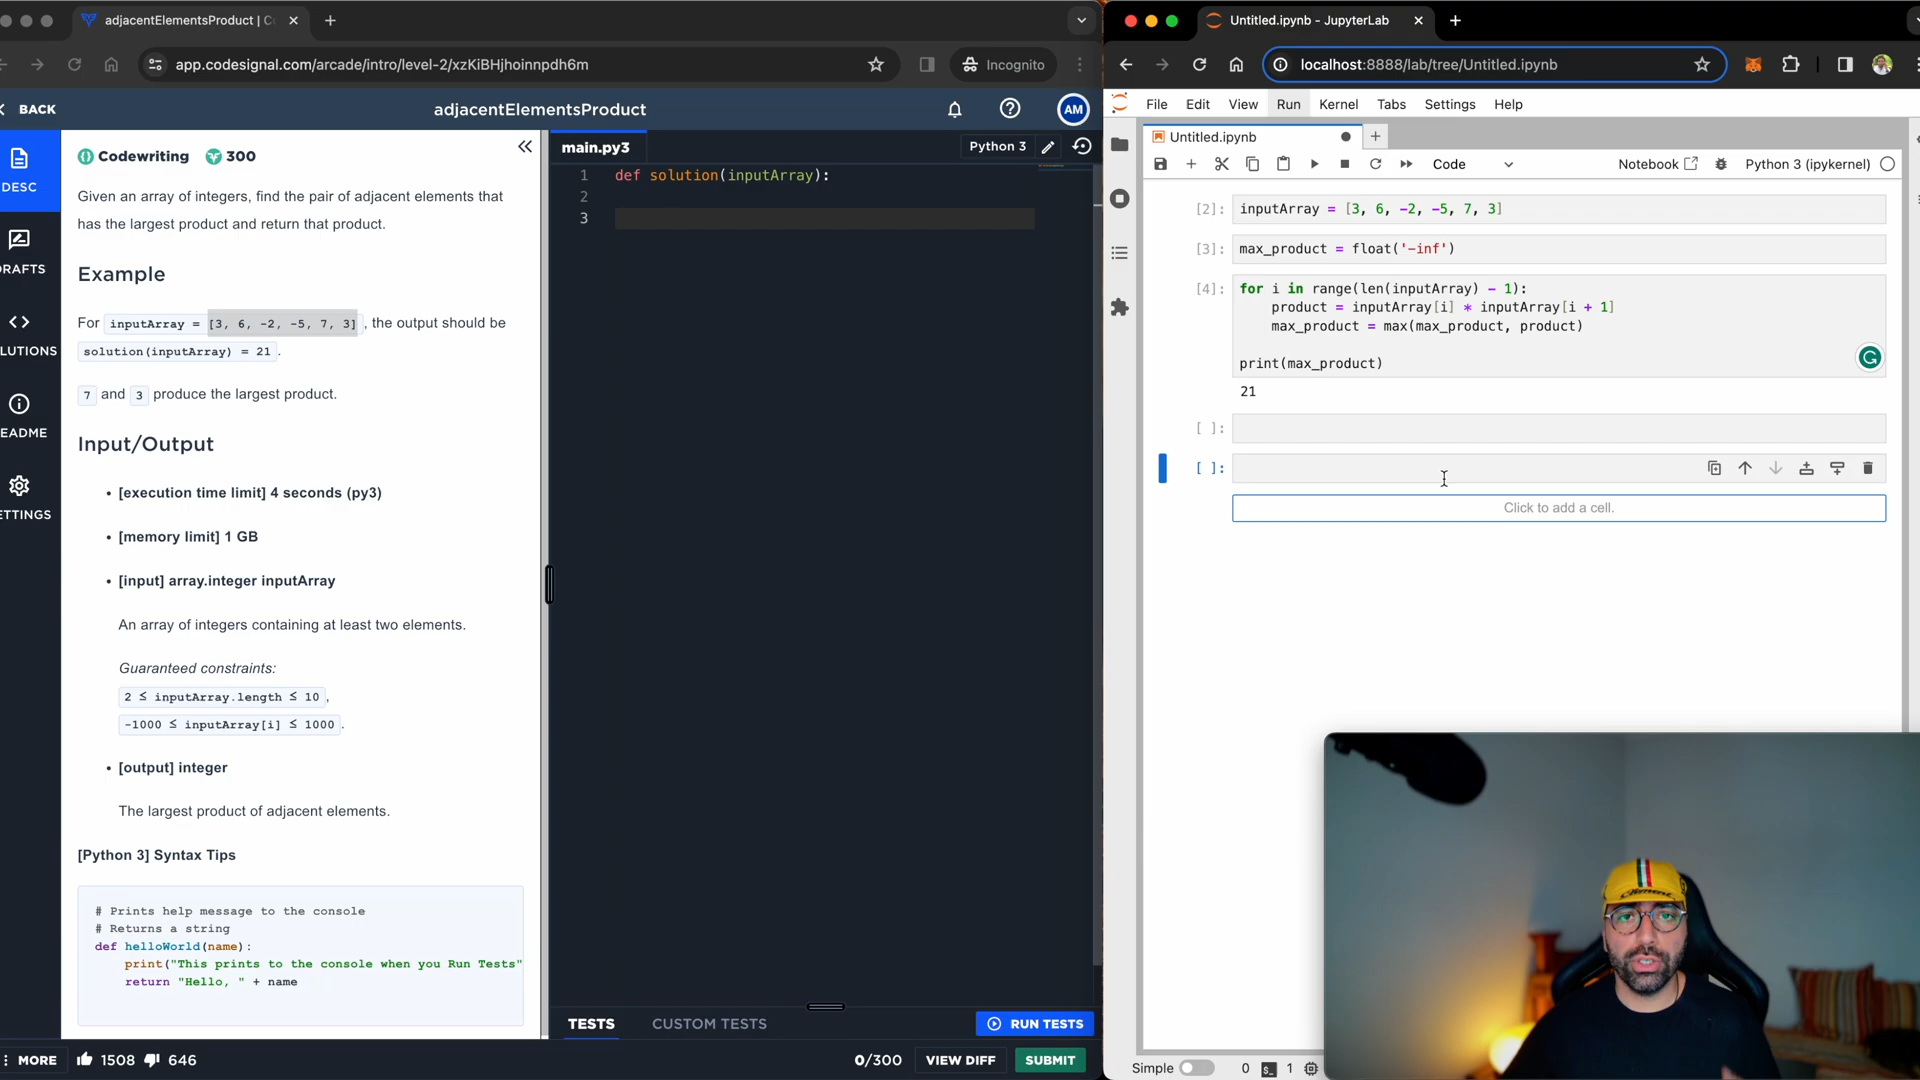 adjacentElementsProduct | C
app.codesignal.com/arcade/intro/level-2/xzKiBHjhoinnpdh6m
Incognito
BACK
adjacentElementsProduct
AM
DESC
DRAFTS
LUTIONS
EADME
ETTINGS
Codewriting
300
Given an array of integers, find the pair of adjacent elements that
has the largest product and return that product.
Example
For inputArray = [3, 6, -2, -5, 7, 3], the output should be
solution(inputArray) = 21.
7 and 3 produce the largest product.
Input/Output
• [execution time limit] 4 seconds (py3)
• [memory limit] 1 GB
• [input] array.integer inputArray
An array of integers containing at least two elements.
Guaranteed constraints:
2 ≤ inputArray.length ≤ 10,
-1000 ≤ inputArray[i] ≤ 1000.
• [output] integer
The largest product of adjacent elements.
[Python 3] Syntax Tips
# Prints help message to the console
# Returns a string
def helloWorld(name):
print("This prints to the console when you Run Tests"
return "Hello, " + name
MORE
1508
646
main.py3
Python 3
1 def solution(inputArray):
2
3
TESTS
CUSTOM TESTS
RUN TESTS
0/300
VIEW DIFF
SUBMIT
Untitled.ipynb - JupyterLab
localhost:8888/lab/tree/Untitled.ipynb
File Edit View Run Kernel Tabs Settings Help
Untitled.ipynb
Code
Notebook
Python 3 (ipykernel)
[2]: inputArray = [3, 6, -2, -5, 7, 3]
[3]: max_product = float('-inf')
[4]: for i in range(len(inputArray) - 1):
product = inputArray[i] * inputArray[i + 1]
max_product = max(max_product, product)
print(max_product)
21
[ ]:
[ ]:
Click to add a cell.
Simple
0
1